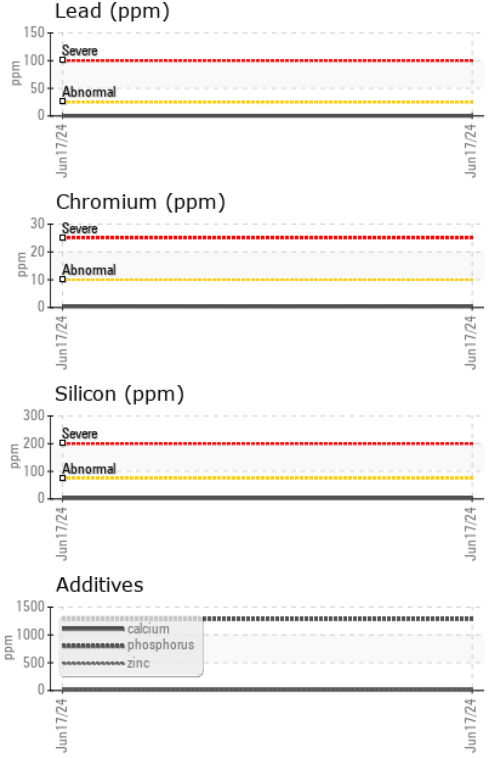 Lead (ppm)
150
Severe
100
ppm
50
Abnormal
0
Jun17/24
Jun17/24
Chromium (ppm)
30
Severe
20
ppm
Abnormal
10
0
Jun17/24
Jun17/24
Silicon (ppm)
300
Severe
200
ppm
Abnormal
100
0
Jun17/24
Jun17/24
Additives
1500
calcium
1000
phosphorus
ppm
zinc
500
0
Jun17/24
Jun17/24